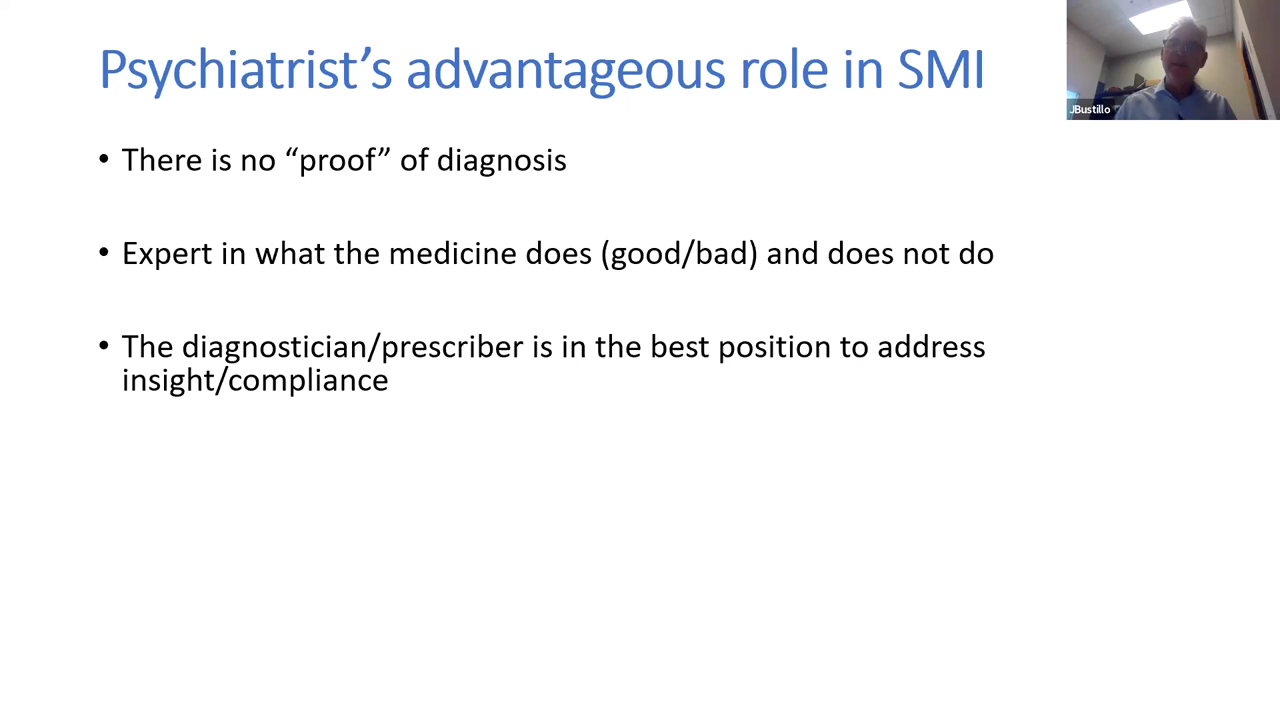 Psychiatrist’s advantageous role in SMI
JBustillo
• There is no “proof” of diagnosis
• Expert in what the medicine does (good/bad) and does not do
• The diagnostician/prescriber is in the best position to address
insight/compliance